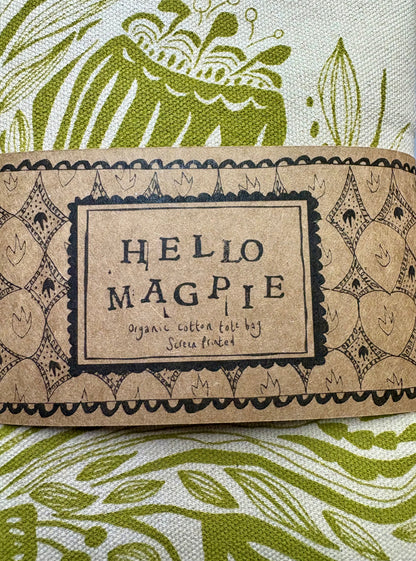 HELLO
MAGPIE
Organic cotton tote bag
Screen Printed